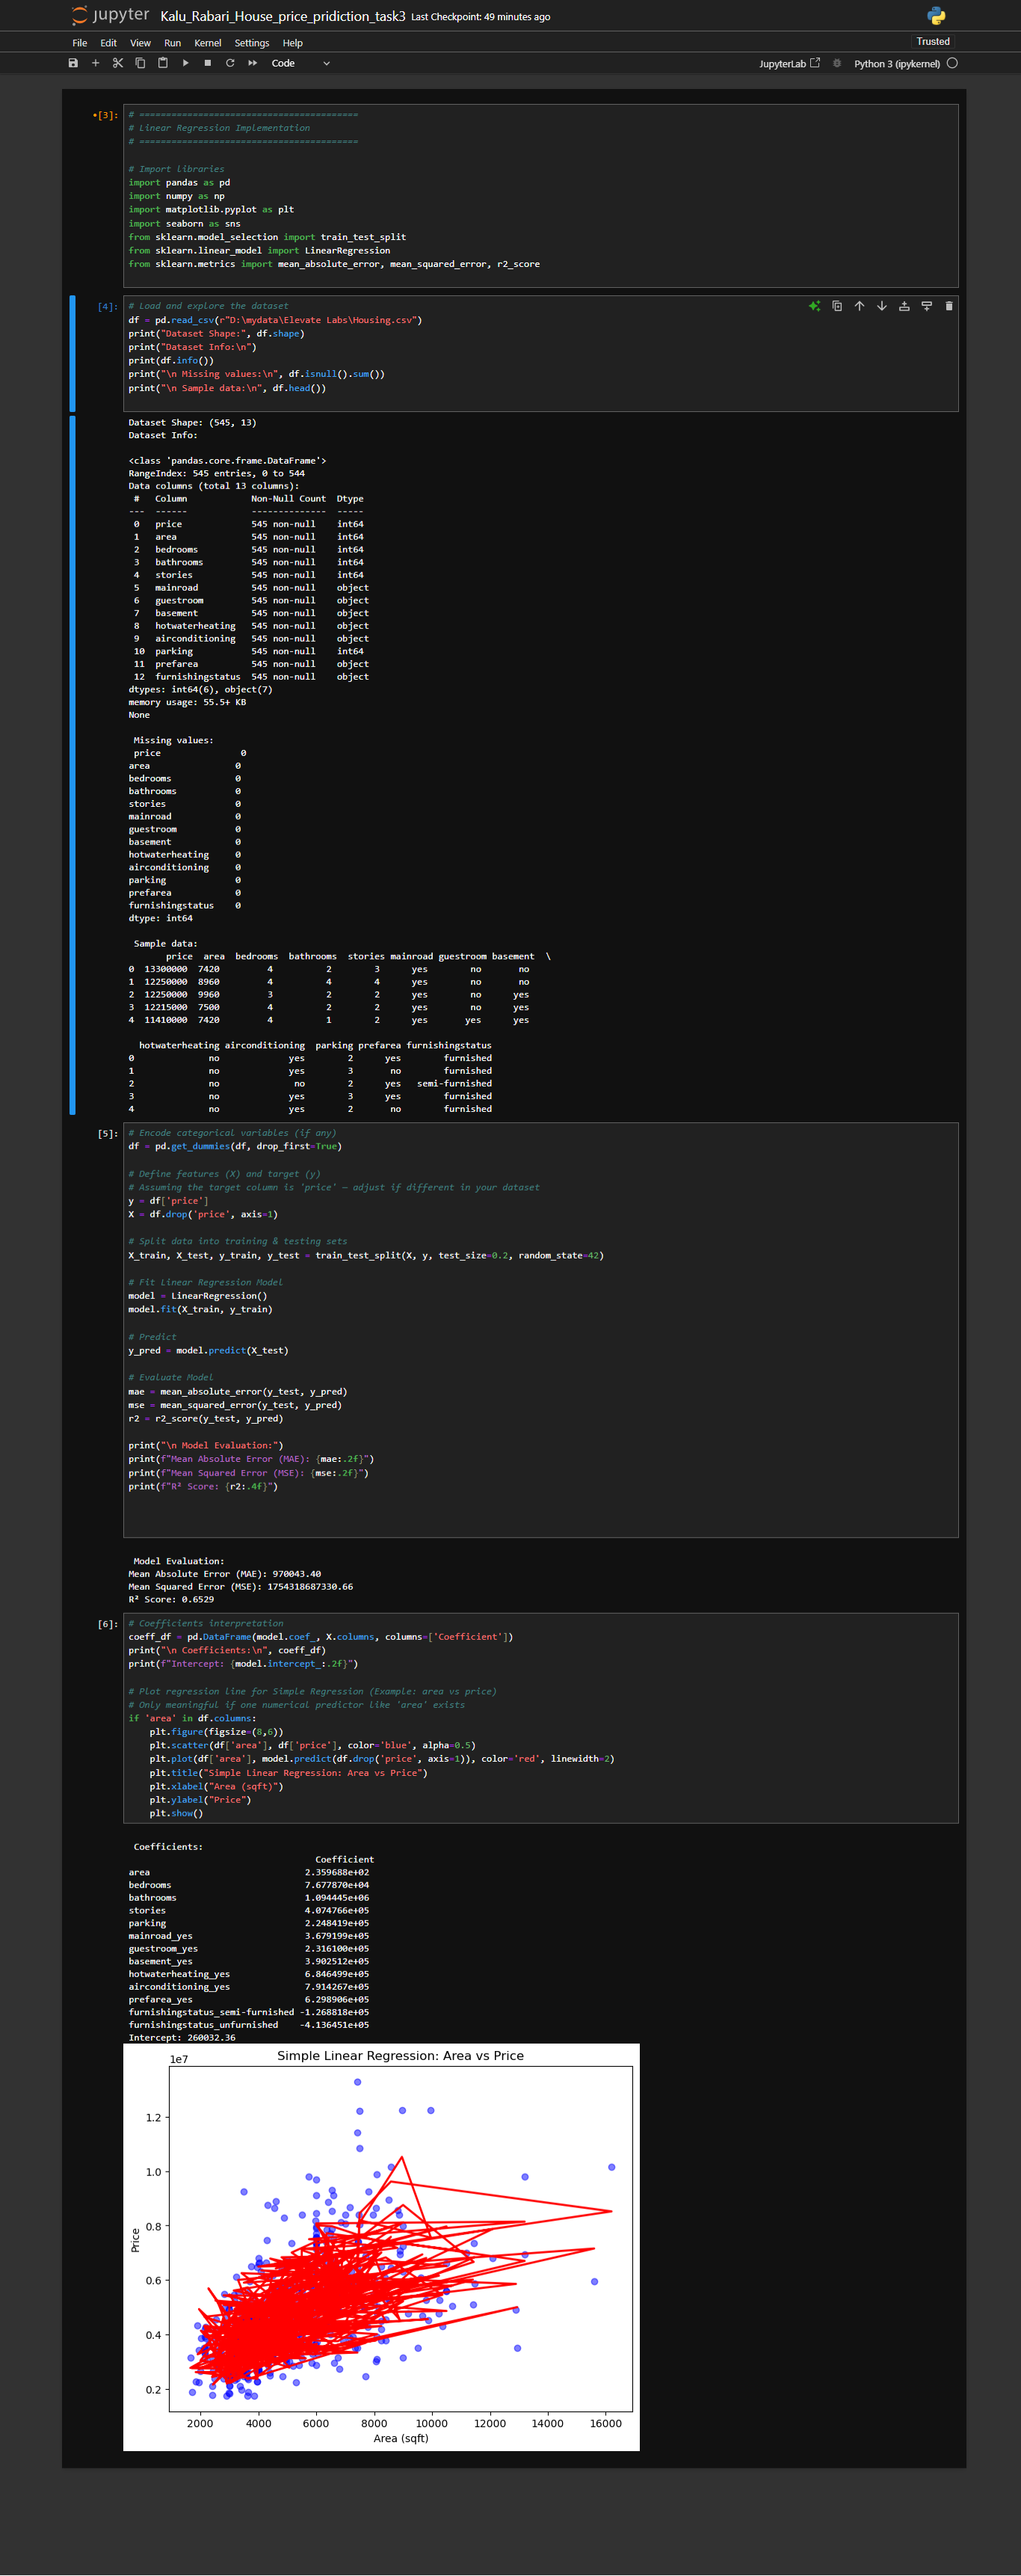 jupyter Kalu_Rabari_House_price_pridiction_task3 Last Checkpoint: 49 minutes ago
File Edit View Run Kernel Settings Help
Trusted
Code
JupyterLab Python 3 (ipykernel)
•[3]:
# =========================================
# Linear Regression Implementation
# =========================================
# Import libraries
import pandas as pd
import numpy as np
import matplotlib.pyplot as plt
import seaborn as sns
from sklearn.model_selection import train_test_split
from sklearn.linear_model import LinearRegression
from sklearn.metrics import mean_absolute_error, mean_squared_error, r2_score
[4]:
# Load and explore the dataset
df = pd.read_csv(r"D:\mydata\Elevate Labs\Housing.csv")
print("Dataset Shape:", df.shape)
print("Dataset Info:\n")
print(df.info())
print("\n Missing values:\n", df.isnull().sum())
print("\n Sample data:\n", df.head())
Dataset Shape: (545, 13)
Dataset Info:
<class 'pandas.core.frame.DataFrame'>
RangeIndex: 545 entries, 0 to 544
Data columns (total 13 columns):
 #   Column            Non-Null Count  Dtype
---  ------            --------------  -----
 0   price             545 non-null    int64
 1   area              545 non-null    int64
 2   bedrooms          545 non-null    int64
 3   bathrooms         545 non-null    int64
 4   stories           545 non-null    int64
 5   mainroad          545 non-null    object
 6   guestroom         545 non-null    object
 7   basement          545 non-null    object
 8   hotwaterheating   545 non-null    object
 9   airconditioning   545 non-null    object
 10  parking           545 non-null    int64
 11  prefarea          545 non-null    object
 12  furnishingstatus  545 non-null    object
dtypes: int64(6), object(7)
memory usage: 55.5+ KB
None
 Missing values:
 price               0
area                0
bedrooms            0
bathrooms           0
stories             0
mainroad            0
guestroom           0
basement            0
hotwaterheating     0
airconditioning     0
parking             0
prefarea            0
furnishingstatus    0
dtype: int64
 Sample data:
       price  area  bedrooms  bathrooms  stories mainroad guestroom basement  \
0  13300000  7420         4          2        3      yes        no       no
1  12250000  8960         4          4        4      yes        no       no
2  12250000  9960         3          2        2      yes        no      yes
3  12215000  7500         4          2        2      yes        no      yes
4  11410000  7420         4          1        2      yes       yes      yes
  hotwaterheating airconditioning  parking prefarea furnishingstatus
0               no             yes        2      yes        furnished
1               no             yes        3       no        furnished
2               no              no        2      yes   semi-furnished
3               no             yes        3      yes        furnished
4               no             yes        2       no        furnished
[5]:
# Encode categorical variables (if any)
df = pd.get_dummies(df, drop_first=True)
# Define features (X) and target (y)
# Assuming the target column is 'price' — adjust if different in your dataset
y = df['price']
X = df.drop('price', axis=1)
# Split data into training & testing sets
X_train, X_test, y_train, y_test = train_test_split(X, y, test_size=0.2, random_state=42)
# Fit Linear Regression Model
model = LinearRegression()
model.fit(X_train, y_train)
# Predict
y_pred = model.predict(X_test)
# Evaluate Model
mae = mean_absolute_error(y_test, y_pred)
mse = mean_squared_error(y_test, y_pred)
r2 = r2_score(y_test, y_pred)
print("\n Model Evaluation:")
print(f"Mean Absolute Error (MAE): {mae:.2f}")
print(f"Mean Squared Error (MSE): {mse:.2f}")
print(f"R² Score: {r2:.4f}")
 Model Evaluation:
Mean Absolute Error (MAE): 970043.40
Mean Squared Error (MSE): 1754318687330.66
R² Score: 0.6529
[6]:
# Coefficients interpretation
coeff_df = pd.DataFrame(model.coef_, X.columns, columns=['Coefficient'])
print("\n Coefficients:\n", coeff_df)
print(f"Intercept: {model.intercept_:.2f}")
# Plot regression line for Simple Regression (Example: area vs price)
# Only meaningful if one numerical predictor like 'area' exists
if 'area' in df.columns:
    plt.figure(figsize=(8,6))
    plt.scatter(df['area'], df['price'], color='blue', alpha=0.5)
    plt.plot(df['area'], model.predict(df.drop('price', axis=1)), color='red', linewidth=2)
    plt.title("Simple Linear Regression: Area vs Price")
    plt.xlabel("Area (sqft)")
    plt.ylabel("Price")
    plt.show()
 Coefficients:
                                   Coefficient
area                             2.359688e+02
bedrooms                         7.677870e+04
bathrooms                        1.094445e+06
stories                          4.074766e+05
parking                          2.248419e+05
mainroad_yes                     3.679199e+05
guestroom_yes                    2.316100e+05
basement_yes                     3.902512e+05
hotwaterheating_yes              6.846499e+05
airconditioning_yes              7.914267e+05
prefarea_yes                     6.298906e+05
furnishingstatus_semi-furnished -1.268818e+05
furnishingstatus_unfurnished    -4.136451e+05
Intercept: 260032.36
1e7
Simple Linear Regression: Area vs Price
1.2
1.0
0.8
Price
0.6
0.4
0.2
2000 4000 6000 8000 10000 12000 14000 16000
Area (sqft)